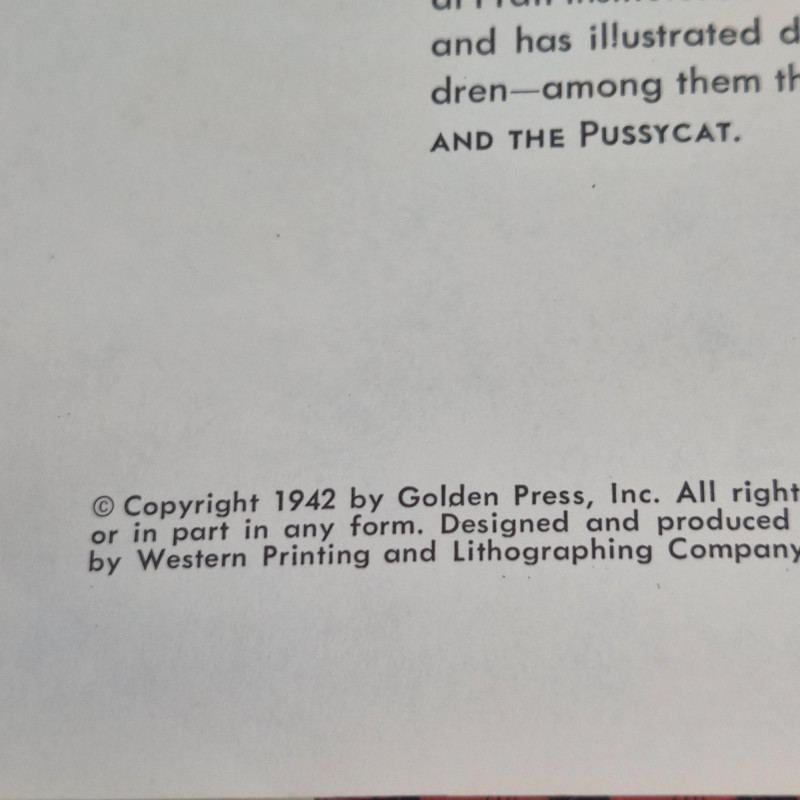 and has illustrated
dren—among them
AND THE PUSSYCAT.
© Copyright 1942 by Golden Press, Inc. All right
or in part in any form. Designed and produced
by Western Printing and Lithographing Company